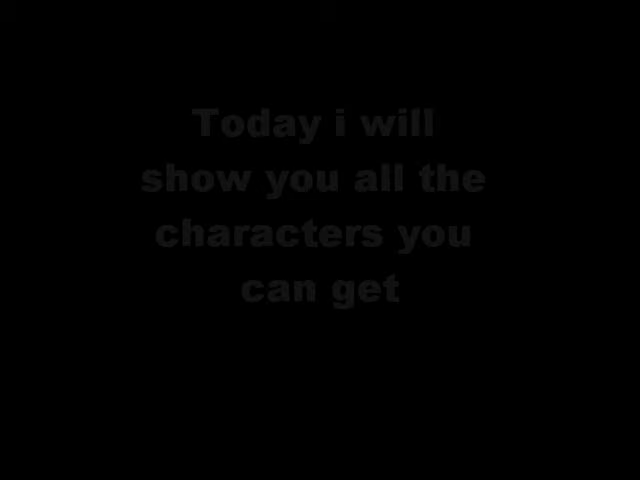 Today i will
show you all the
characters you
can get